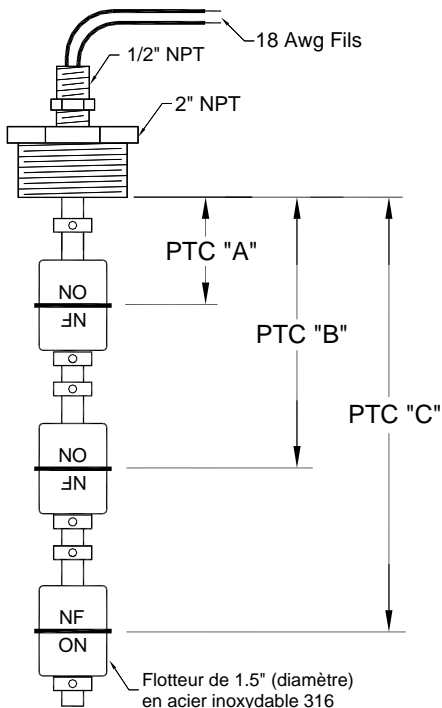 18 Awg Fils
1/2" NPT
2" NPT
PTC "A"
NO
NF
PTC "B"
PTC "C"
NO
NF
NF
NO
Flotteur de 1.5" (diamètre)
en acier inoxydable 316